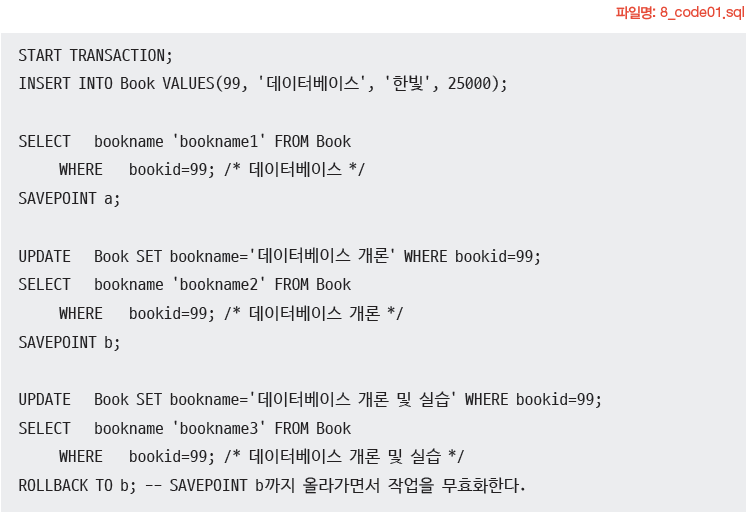 파일명: 8_code01.sql
START TRANSACTION;
INSERT INTO Book VALUES(99, '데이터베이스', '한빛', 25000);
SELECT bookname 'bookname1' FROM Book
WHERE bookid=99; /* 데이터베이스 */
SAVEPOINT a;
UPDATE Book SET bookname='데이터베이스 개론' WHERE bookid=99;
SELECT bookname 'bookname2' FROM Book
WHERE bookid=99; /* 데이터베이스 개론 */
SAVEPOINT b;
UPDATE Book SET bookname='데이터베이스 개론 및 실습' WHERE bookid=99;
SELECT bookname 'bookname3' FROM Book
WHERE bookid=99; /* 데이터베이스 개론 및 실습 */
ROLLBACK TO b; -- SAVEPOINT b까지 올라가면서 작업을 무효화한다.